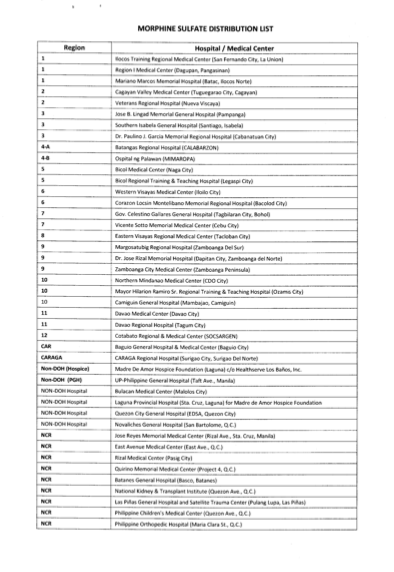 MORPHINE SULFATE DISTRIBUTION LIST
Region Hospital / Medical Center
1 Ilocos Training Regional Medical Center (San Fernando City, La Union)
1 Region I Medical Center (Dagupan, Pangasinan)
1 Mariano Marcos Memorial Hospital (Batac, Ilocos Norte)
2 Cagayan Valley Medical Center (Tuguegarao City, Cagayan)
2 Veterans Regional Hospital (Nueva Viscaya)
3 Jose B. Lingad Memorial General Hospital (Pampanga)
3 Southern Isabela General Hospital (Santiago, Isabela)
3 Dr. Paulino J. Garcia Memorial Regional Hospital (Cabanatuan City)
4-A Batangas Regional Hospital (CALABARZON)
4-B Ospital ng Palawan (MIMAROPA)
5 Bicol Medical Center (Naga City)
5 Bicol Regional Training & Teaching Hospital (Legaspi City)
6 Western Visayas Medical Center (Iloilo City)
6 Corazon Locsin Montelibano Memorial Regional Hospital (Bacolod City)
7 Gov. Celestino Gallares General Hospital (Tagbilaran City, Bohol)
7 Vicente Sotto Memorial Medical Center (Cebu City)
8 Eastern Visayas Regional Medical Center (Tacloban City)
9 Margosatubig Regional Hospital (Zamboanga Del Sur)
9 Dr. Jose Rizal Memorial Hospital (Dapitan City, Zamboanga del Norte)
9 Zamboanga City Medical Center (Zamboanga Peninsula)
10 Northern Mindanao Medical Center (CDO City)
10 Mayor Hilarion Ramiro Sr. Regional Training & Teaching Hospital (Ozamis City)
10 Camiguin General Hospital (Mambajao, Camiguin)
11 Davao Medical Center (Davao City)
11 Davao Regional Hospital (Tagum City)
12 Cotabato Regional & Medical Center (SOCSARGEN)
CAR Baguio General Hospital & Medical Center (Baguio City)
CARAGA CARAGA Regional Hospital (Surigao City, Surigao Del Norte)
Non-DOH (Hospice) Madre De Amor Hospice Foundation (Laguna) c/o Healthserve Los Baños, Inc.
Non-DOH (PGH) UP-Philippine General Hospital (Taft Ave., Manila)
NON-DOH Hospital Bulacan Medical Center (Malolos City)
NON-DOH Hospital Laguna Provincial Hospital (Sta. Cruz, Laguna) for Madre de Amor Hospice Foundation
NON-DOH Hospital Quezon City General Hospital (EDSA, Quezon City)
NON-DOH Hospital Novaliches General Hospital (San Bartolome, Q.C.)
NCR Jose Reyes Memorial Medical Center (Rizal Ave., Sta. Cruz, Manila)
NCR East Avenue Medical Center (East Ave., Q.C.)
NCR Rizal Medical Center (Pasig City)
NCR Quirino Memorial Medical Center (Project 4, Q.C.)
NCR Batanes General Hospital (Basco, Batanes)
NCR National Kidney & Transplant Institute (Quezon Ave., Q.C.)
NCR Las Piñas General Hospital and Satellite Trauma Center (Pulang Lupa, Las Piñas)
NCR Philippine Children's Medical Center (Quezon Ave., Q.C.)
NCR Philippine Orthopedic Hospital (Maria Clara St., Q.C.)